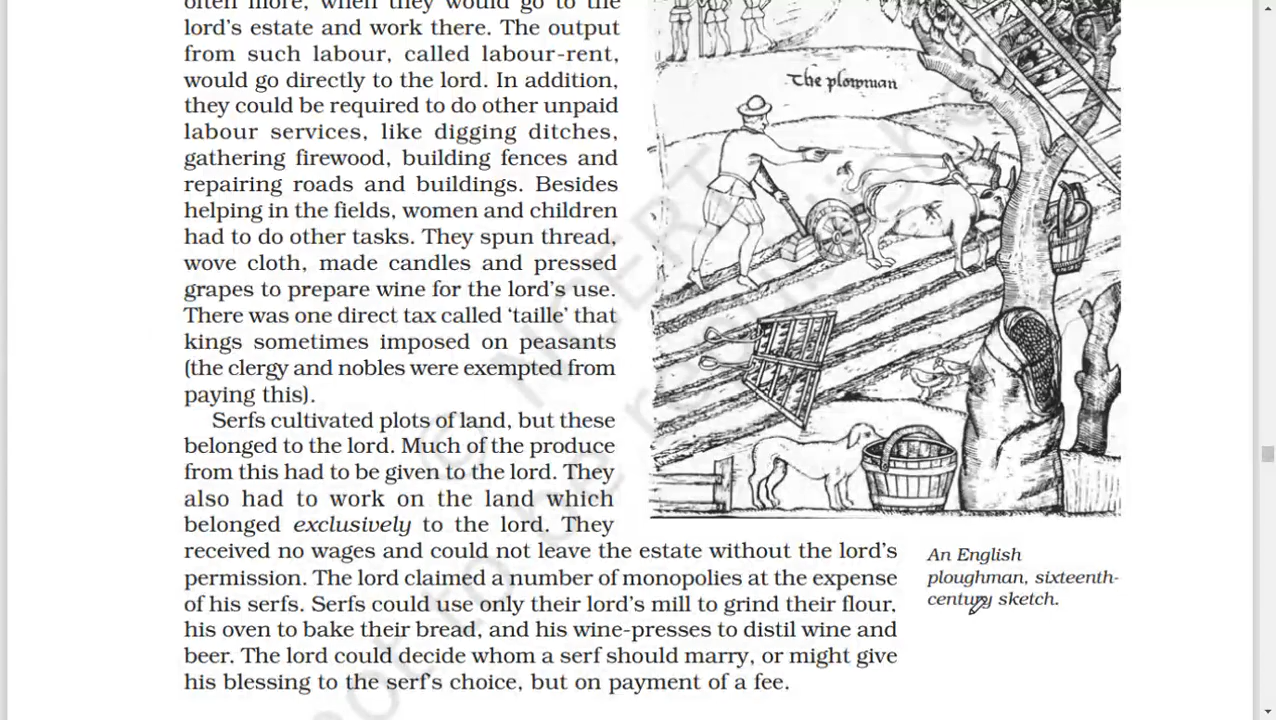 often more, when they would go to the
lord's estate and work there. The output
from such labour, called labour-rent,
would go directly to the lord. In addition,
they could be required to do other unpaid
labour services, like digging ditches,
gathering firewood, building fences and
repairing roads and buildings. Besides
helping in the fields, women and children
had to do other tasks. They spun thread,
wove cloth, made candles and pressed
grapes to prepare wine for the lord's use.
There was one direct tax called ‘taille’ that
kings sometimes imposed on peasants
(the clergy and nobles were exempted from
paying this).
Serfs cultivated plots of land, but these
belonged to the lord. Much of the produce
from this had to be given to the lord. They
also had to work on the land which
belonged exclusively to the lord. They
received no wages and could not leave the estate without the lord's
permission. The lord claimed a number of monopolies at the expense
of his serfs. Serfs could use only their lord's mill to grind their flour,
his oven to bake their bread, and his wine-presses to distil wine and
beer. The lord could decide whom a serf should marry, or might give
his blessing to the serf's choice, but on payment of a fee.
The plowman
An English
ploughman, sixteenth-
century sketch.
© NCERT
not to be republished